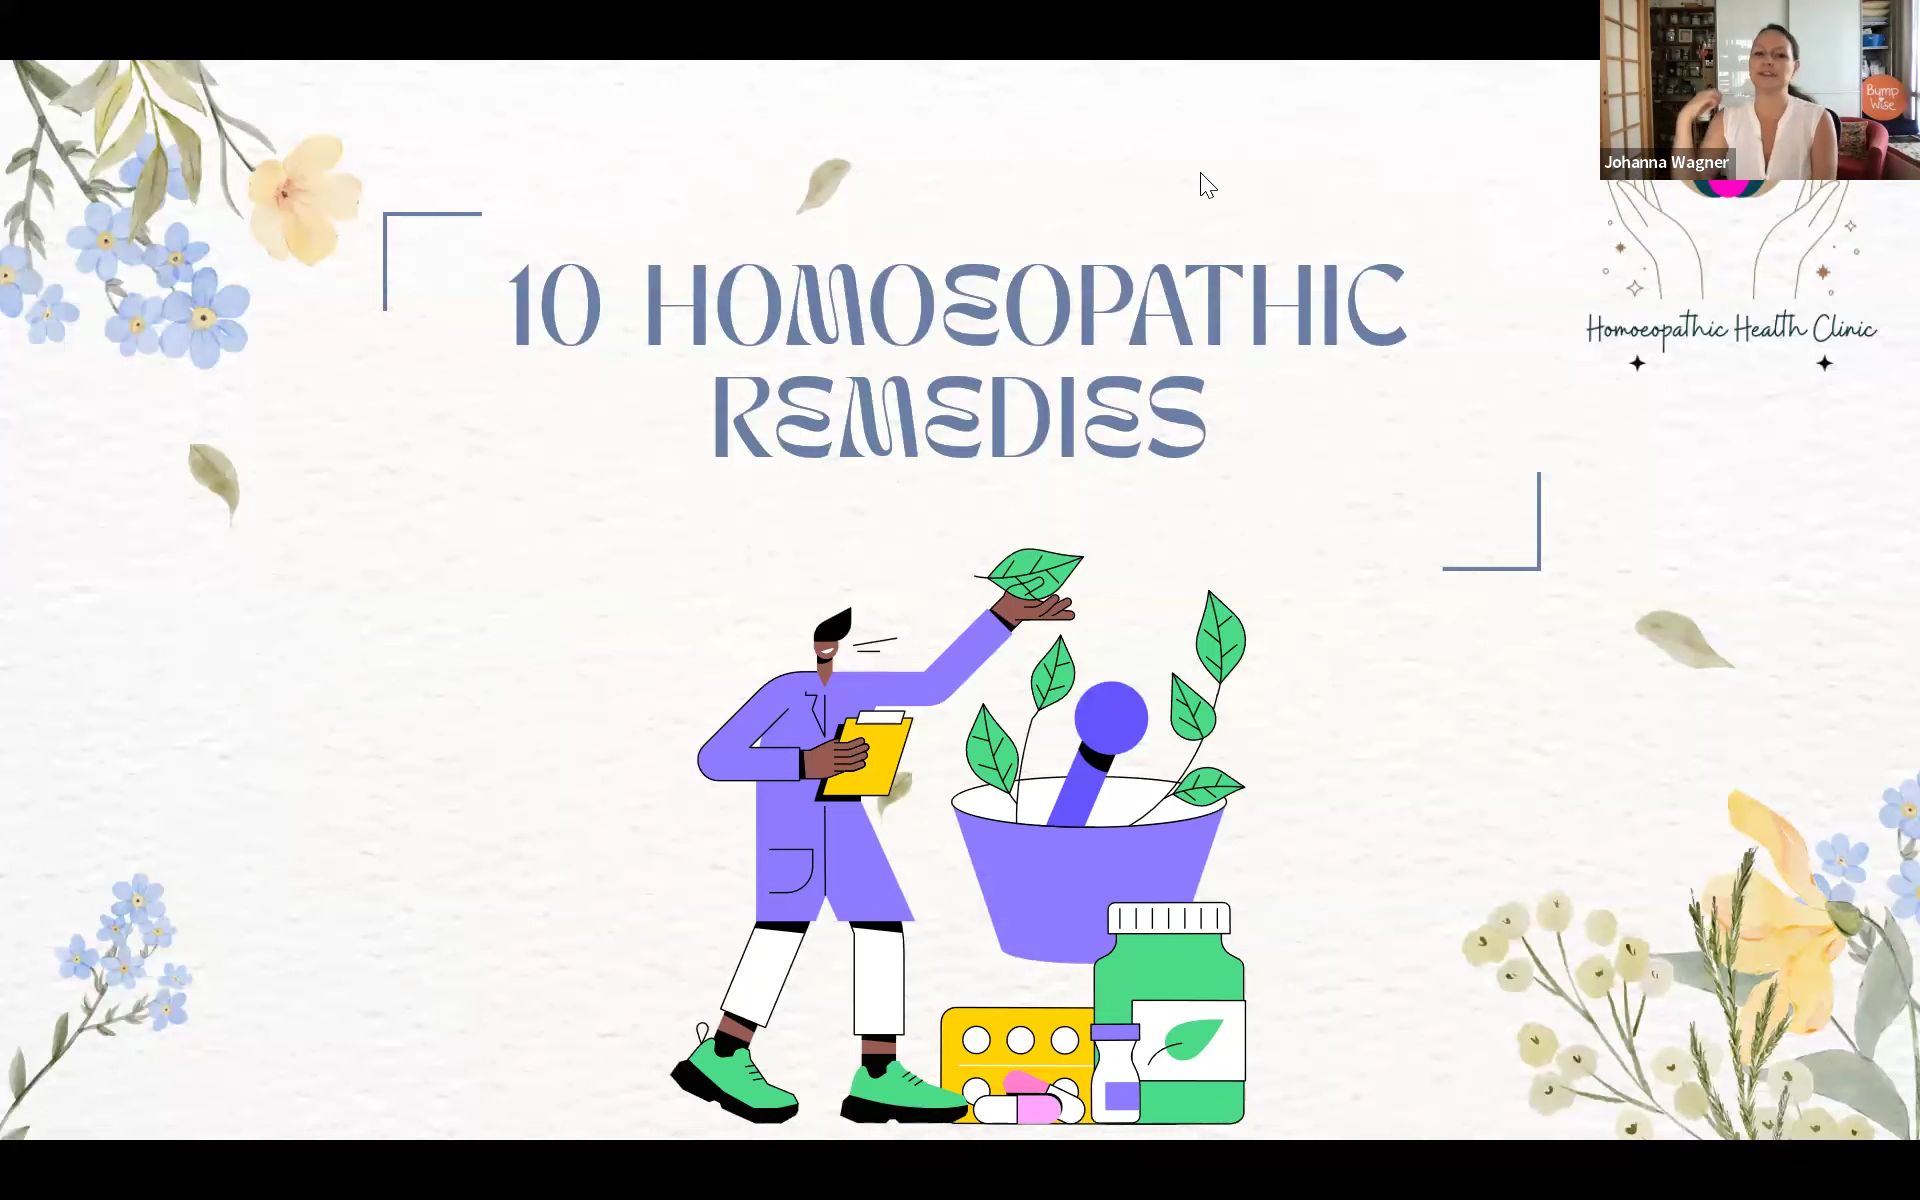 Bump
Wise
Johanna Wagner
10 HOMOEOPATHIC
REMEDIES
Homoeopathic Health Clinic